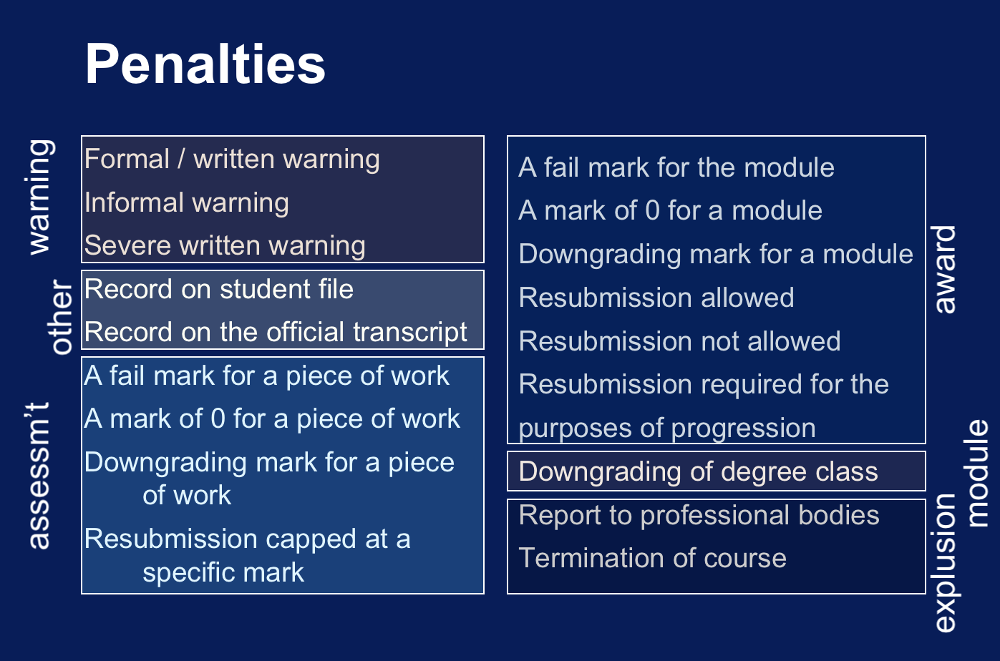 Penalties
warning
Formal / written warning
Informal warning
Severe written warning
other
Record on student file
Record on the official transcript
assessm’t
A fail mark for a piece of work
A mark of 0 for a piece of work
Downgrading mark for a piece
of work
Resubmission capped at a
specific mark
A fail mark for the module
A mark of 0 for a module
Downgrading mark for a module
Resubmission allowed
Resubmission not allowed
Resubmission required for the
purposes of progression
award
Downgrading of degree class
module
Report to professional bodies
Termination of course
explusion